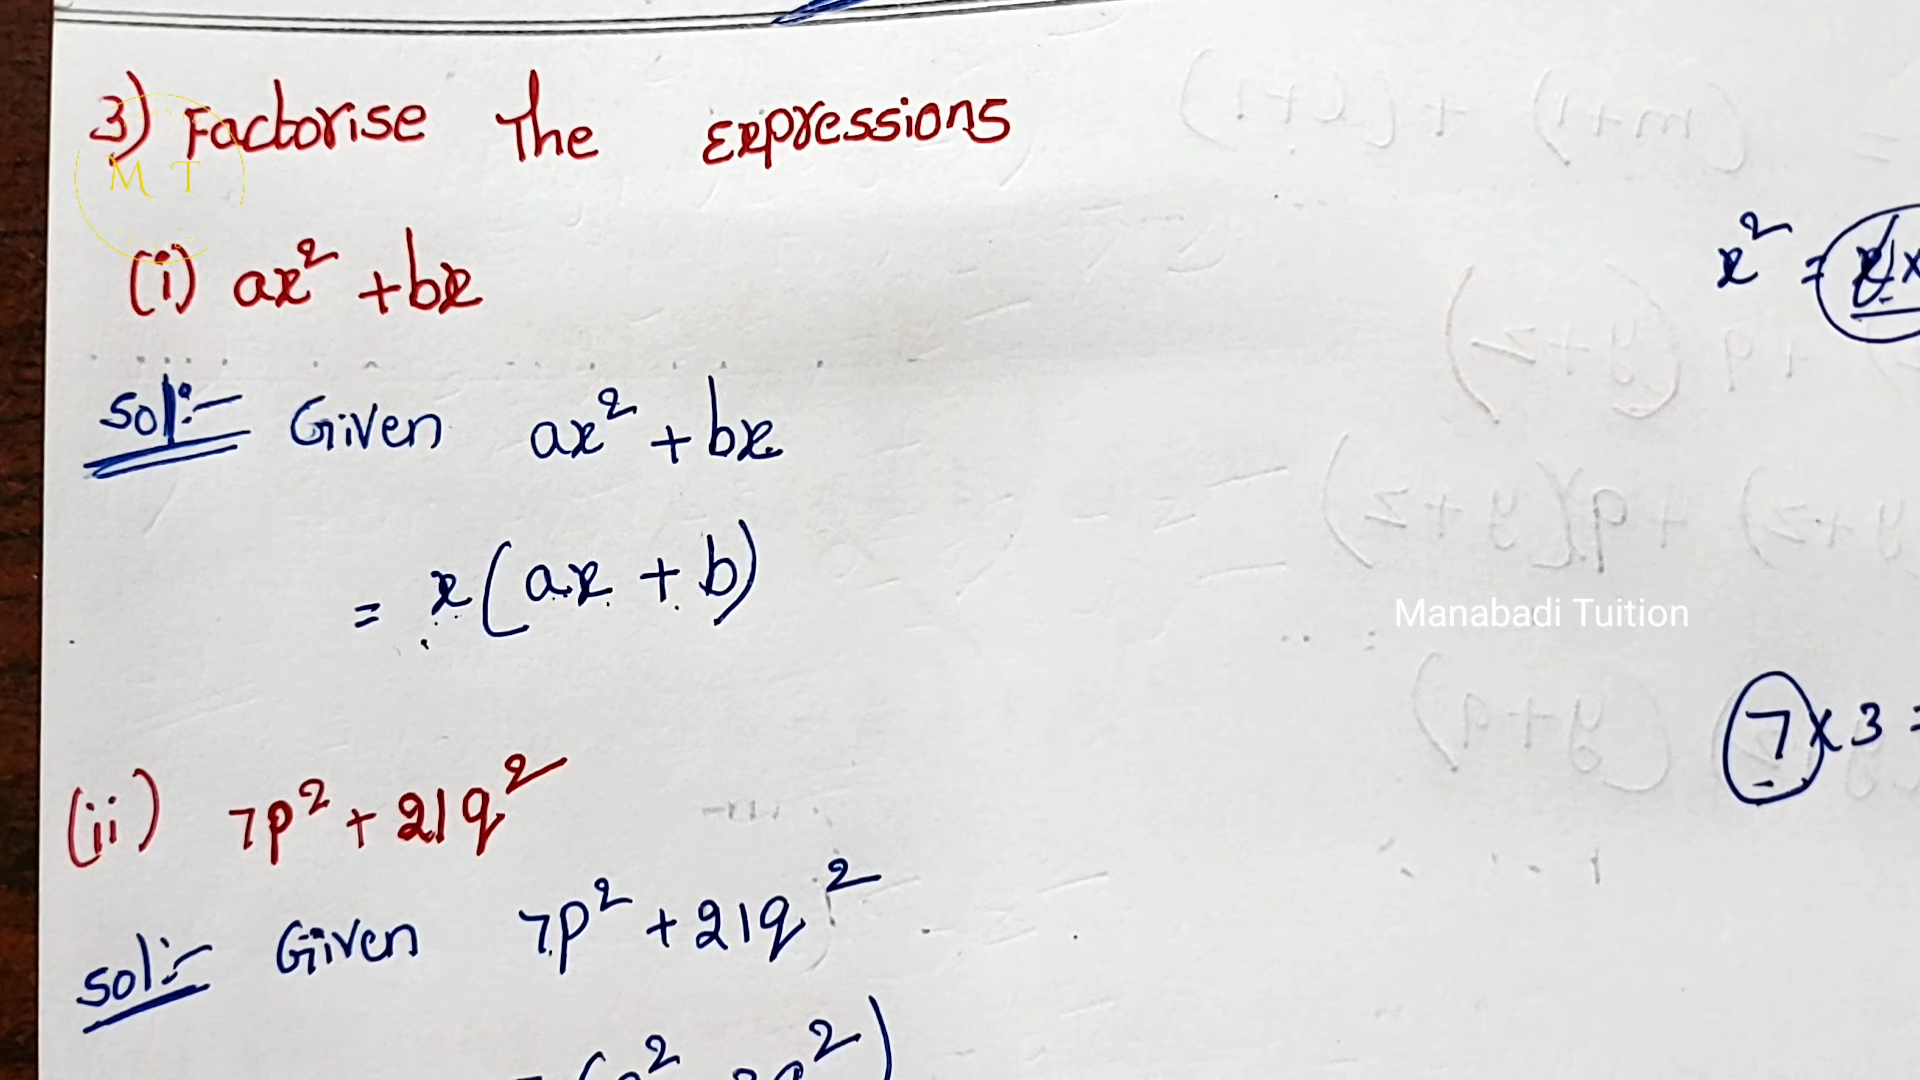 3) Factorise The Expressions
M T
(i) ax² + bx
x² = x ×
Sol:- Given ax² + bx
= x(ax + b)
Manabadi Tuition
7 × 3 =
(ii) 7p² + 21q²
Sol:- Given 7p² + 21q²